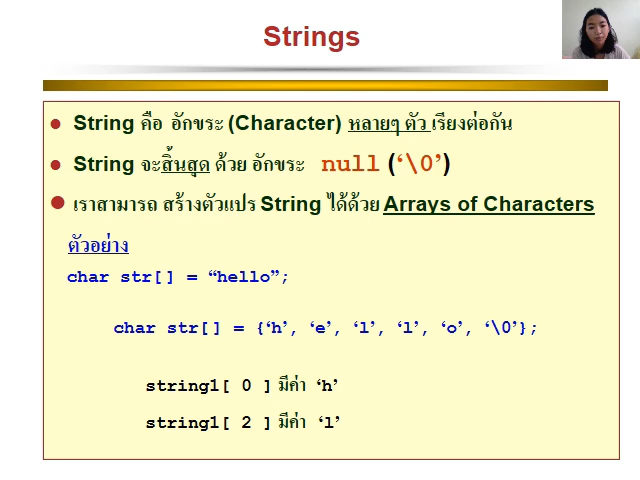 Strings
String คือ อักขระ (Character) หลายๆ ตัว เรียงต่อกัน
String จะสิ้นสุด ด้วย อักขระ null (‘\0’)
เราสามารถ สร้างตัวแปร String ได้ด้วย Arrays of Characters
ตัวอย่าง
char str[] = “hello”;
char str[] = {‘h’, ‘e’, ‘l’, ‘l’, ‘o’, ‘\0’};
string1[ 0 ] มีค่า ‘h’
string1[ 2 ] มีค่า ‘l’